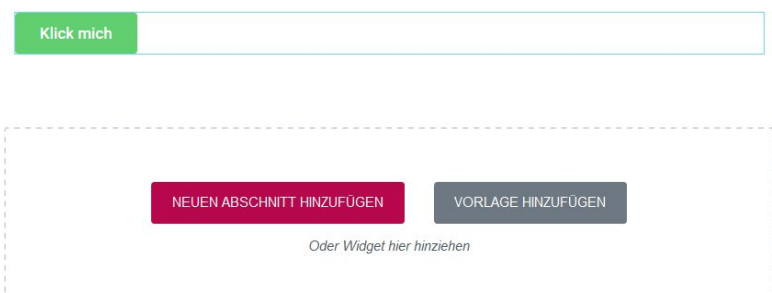 Klick mich
NEUEN ABSCHNITT HINZUFÜGEN VORLAGE HINZUFÜGEN
Oder Widget hier hinziehen